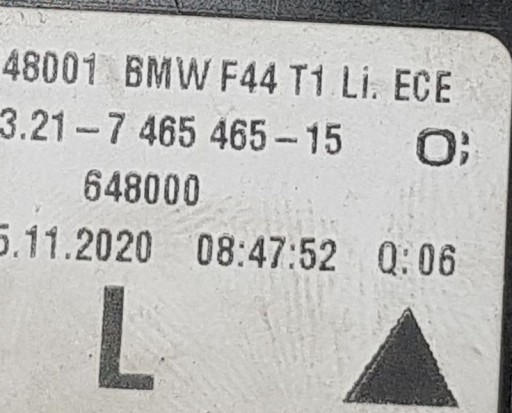 48001 BMW F44 T1 Li. ECE
3.21-7 465 465-15
648000
5.11.2020 08:47:52 Q:06
L